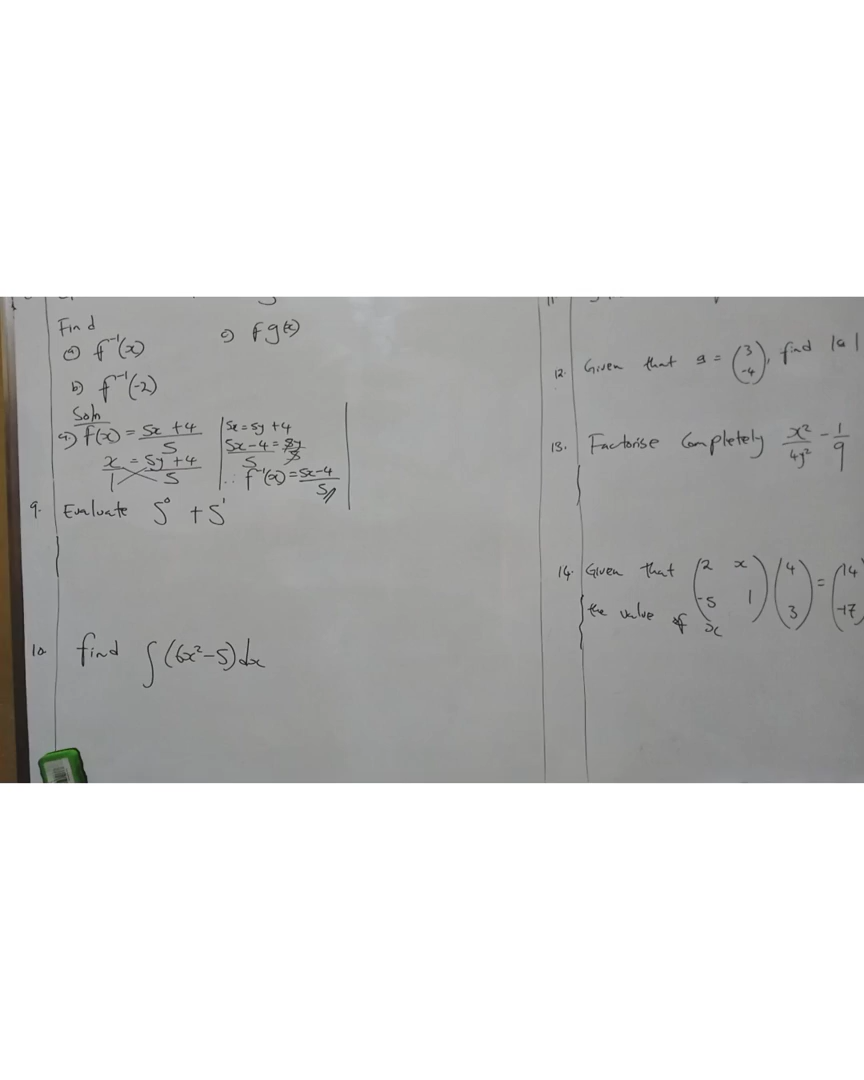 Find
a) f⁻¹(x)
c) fg(x)
b) f⁻¹(-2)
Soln
a) f(x) = 5x + 4 / 5
x / 1 = 5y + 4 / 5
5x = 5y + 4
5x - 4 / 5 = 5y / 5
∴ f⁻¹(x) = 5x - 4 / 5
9. Evaluate 5⁰ + 5¹
10 find ∫(6x² - 5)dx
12. Given that a = (3 -4), find |a|
13. Factorise Completely x²/4y² - 1/9
14. Given that (2 x -5 1)(4 3) = (14 -17
the value of x